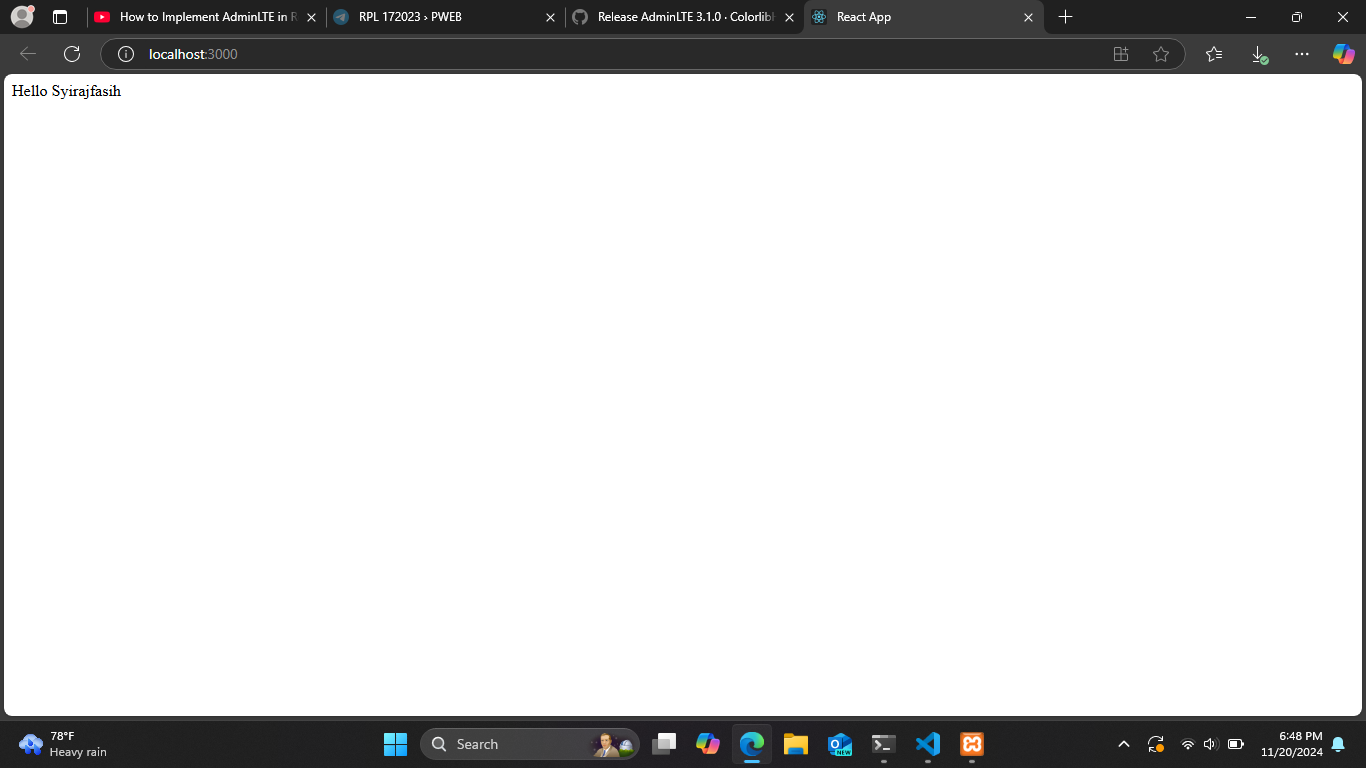 How to Implement AdminLTE in R
RPL 172023 › PWEB
Release AdminLTE 3.1.0 · Colorlib
React App
localhost:3000
Hello Syirajfasih
78°F
Heavy rain
Search
NEW
6:48 PM
11/20/2024